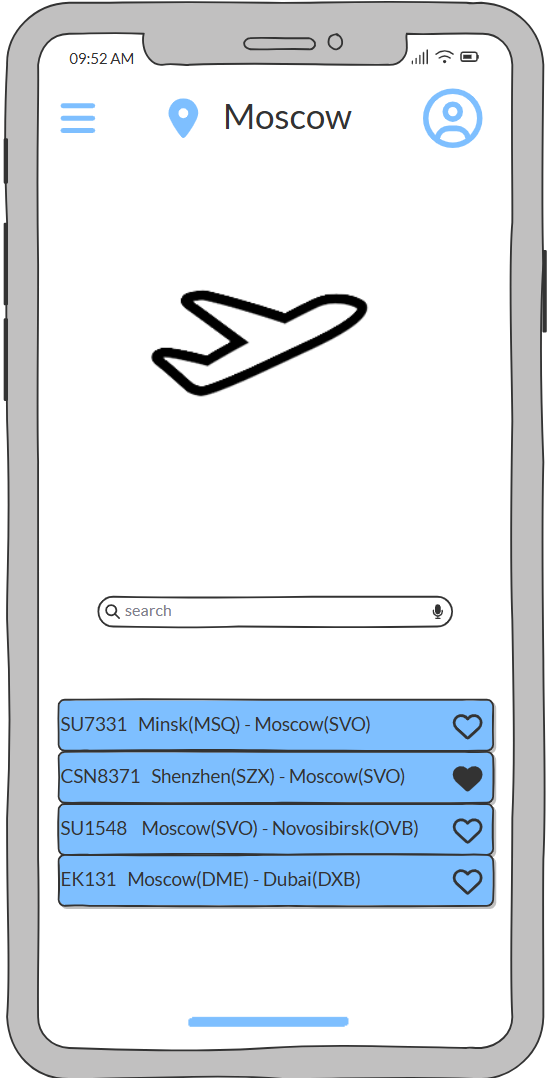 09:52 AM
Moscow
search
SU7331 Minsk(MSQ) - Moscow(SVO)
CSN8371 Shenzhen(SZX) - Moscow(SVO)
SU1548 Moscow(SVO) - Novosibirsk(OVB)
EK131 Moscow(DME) - Dubai(DXB)